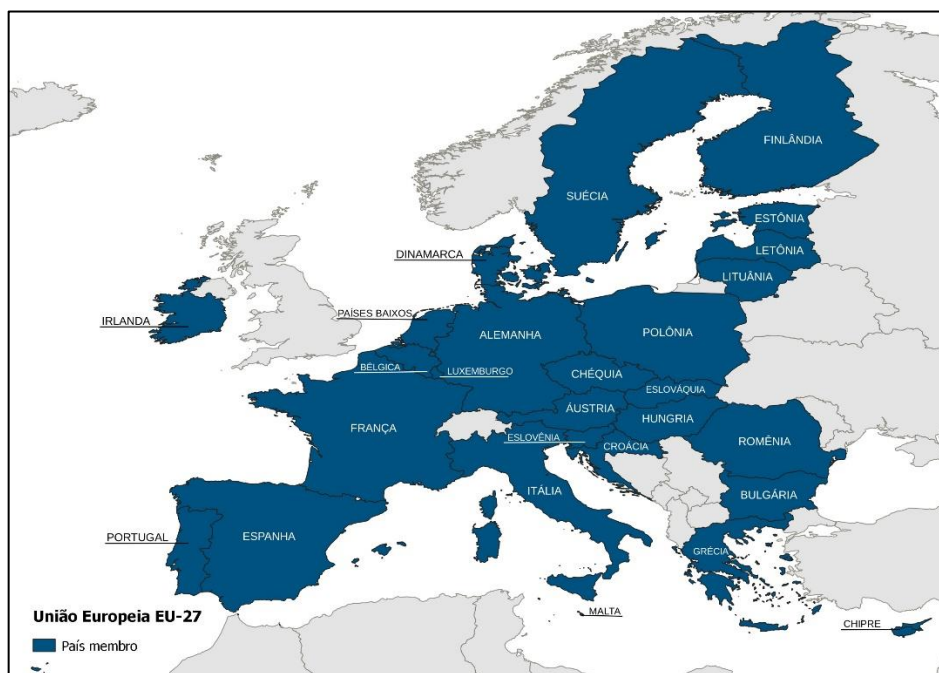 FINLÂNDIA
SUÉCIA
ESTÔNIA
LETÔNIA
DINAMARCA
LITUÂNIA
PAÍSES BAIXOS
IRLANDA
ALEMANHA
POLÔNIA
BÉLGICA
LUXEMBURGO
CHÉQUIA
ESLOVÁQUIA
ÁUSTRIA
HUNGRIA
FRANÇA
ESLOVÊNIA
CROÁCIA
ROMÊNIA
ITÁLIA
BULGÁRIA
PORTUGAL
ESPANHA
GRÉCIA
MALTA
CHIPRE
União Europeia EU-27
País membro